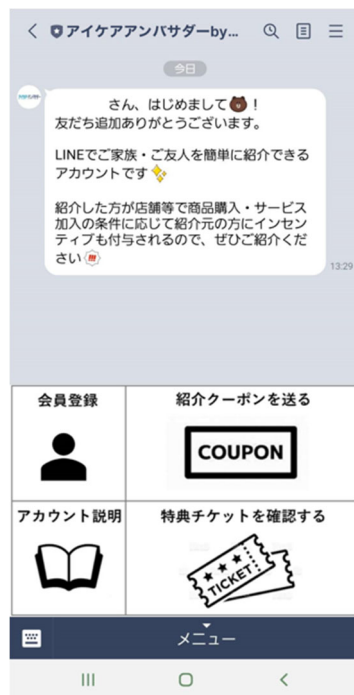 アイケアアンバサダーby...
今日
さん、はじめまして！
友だち追加ありがとうございます。
LINEでご家族・ご友人を簡単に紹介できる
アカウントです
紹介した方が店舗等で商品購入・サービス
加入の条件に応じて紹介元の方にインセン
ティブも付与されるので、ぜひご紹介くだ
さい!!!
13:29
会員登録
紹介クーポンを送る
COUPON
アカウント説明
特典チケットを確認する
TICKET
メニュー